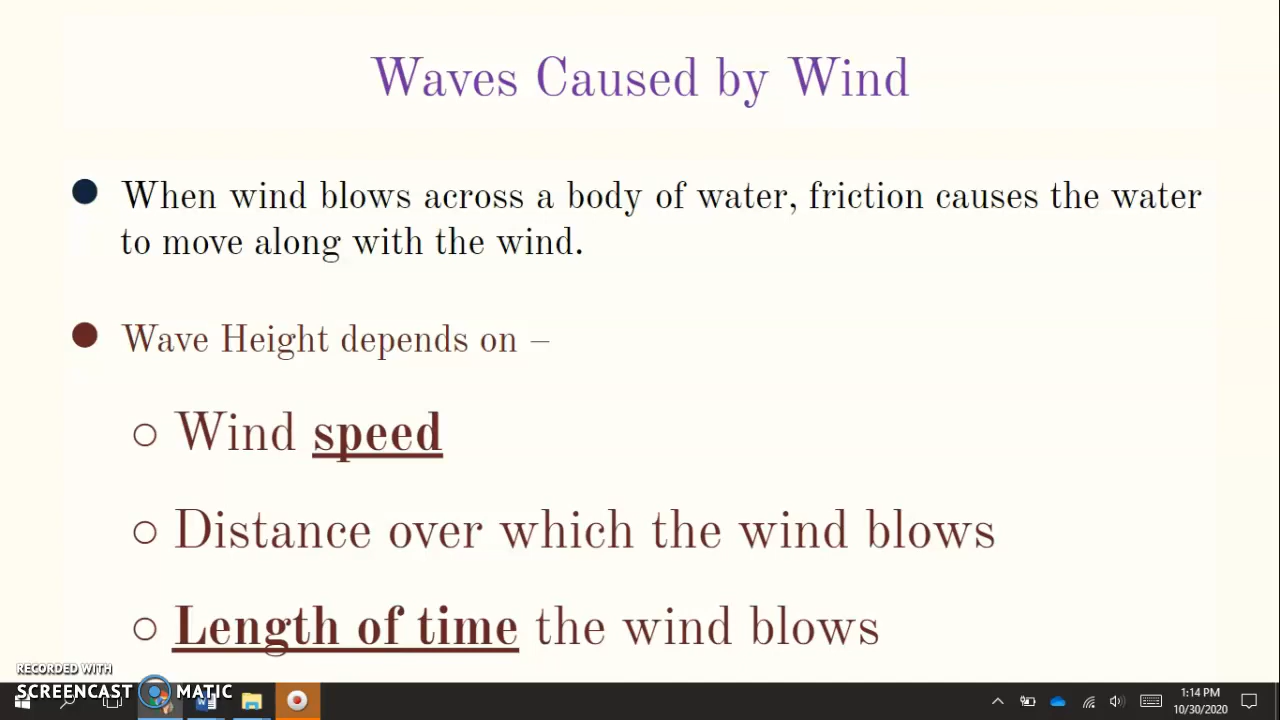 Waves Caused by Wind
● When wind blows across a body of water, friction causes the water
to move along with the wind.
● Wave Height depends on –
○ Wind speed
○ Distance over which the wind blows
○ Length of time the wind blows
RECORDED WITH
SCREENCAST MATIC
1:14 PM
10/30/2020